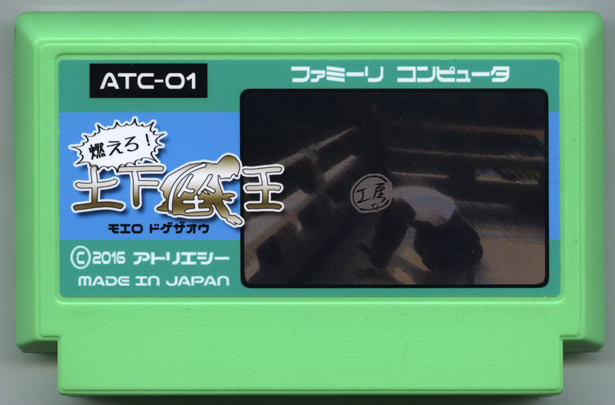 ATC-01
ファミーリ コンピュータ
燃えろ!
土下座王
モエロ ドゲザオウ
工房
©2016 アトリエシー
MADE IN JAPAN